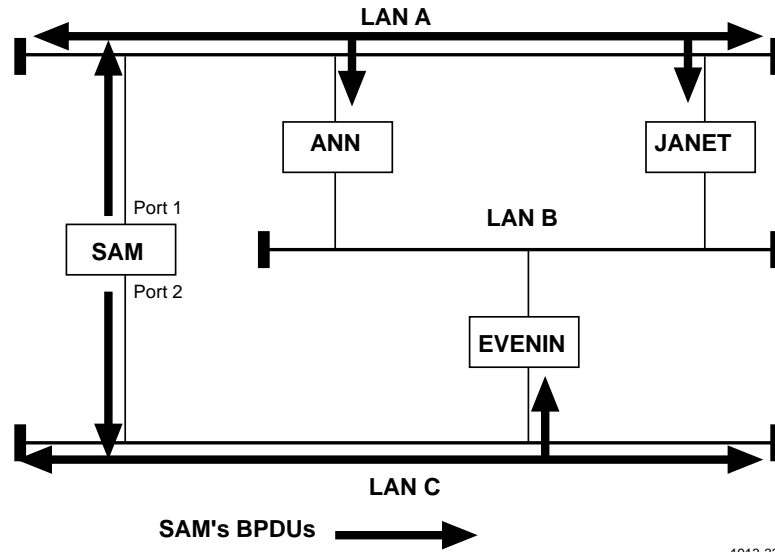 LAN A
ANN
JANET
Port 1
LAN B
SAM
Port 2
EVENIN
LAN C
SAM's BPDUs